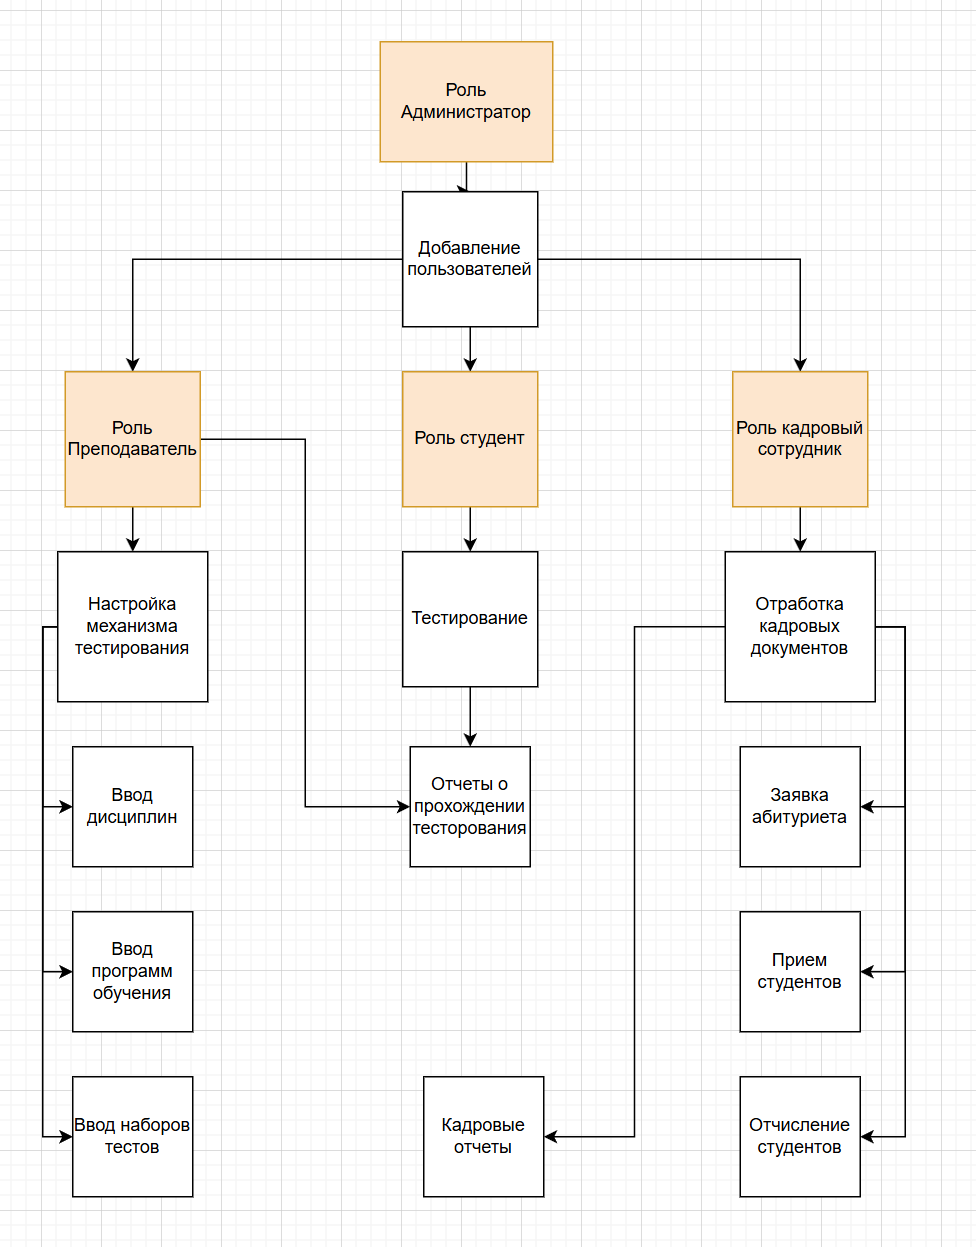 Роль
Администратор
Добавление
пользователей
Роль
Преподаватель
Роль студент
Роль кадровый
сотрудник
Настройка
механизма
тестирования
Тестирование
Отработка
кадровых
документов
Ввод
дисциплин
Отчеты о
прохождении
тесторования
Заявка
абитуриета
Ввод
программ
обучения
Прием
студентов
Ввод наборов
тестов
Кадровые
отчеты
Отчисление
студентов